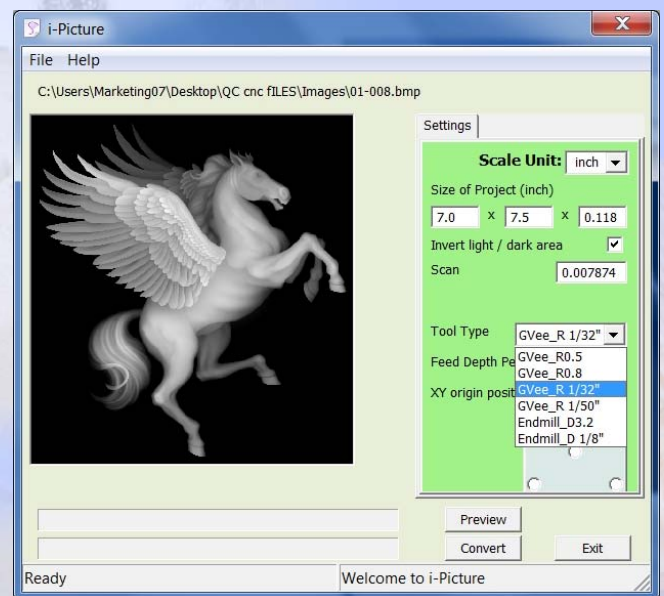 i-Picture
File Help
C:\Users\Marketing07\Desktop\QC cnc fILES\Images\01-008.bmp
Settings
Scale Unit: inch
Size of Project (inch)
7.0 x 7.5 x 0.118
Invert light / dark area
Scan 0.007874
Tool Type GVee_R 1/32"
GVee_R0.5
Feed Depth Pe
GVee_R0.8
GVee_R 1/32"
XY origin posit
GVee_R 1/50"
Endmill_D3.2
Endmill_D 1/8"
Preview
Convert Exit
Ready Welcome to i-Picture